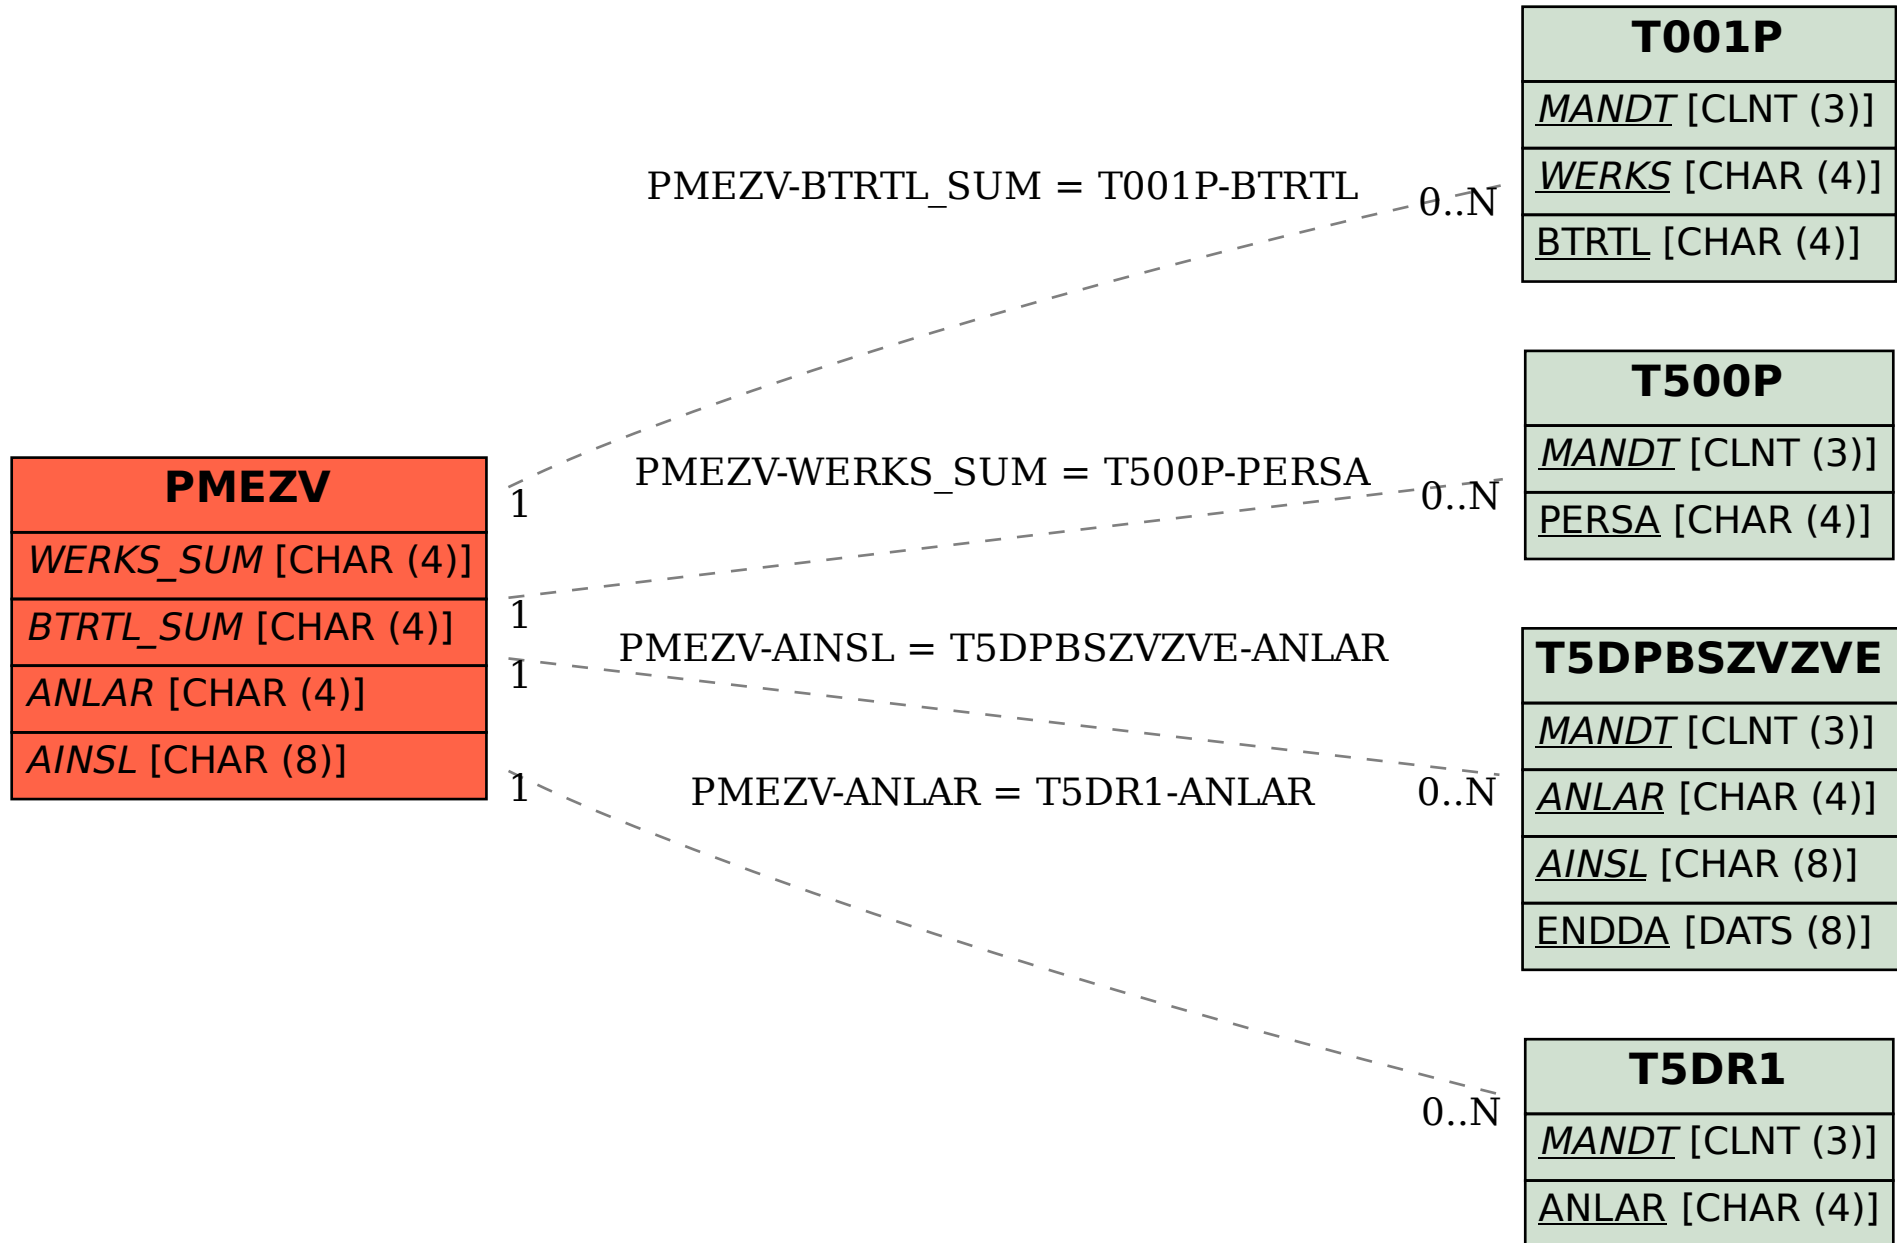 PMEZV
WERKS_SUM [CHAR (4)]
BTRTL_SUM [CHAR (4)]
ANLAR [CHAR (4)]
AINSL [CHAR (8)]
PMEZV-BTRTL_SUM = T001P-BTRTL
0..N
1
PMEZV-WERKS_SUM = T500P-PERSA
0..N
1
PMEZV-AINSL = T5DPBSZVZVE-ANLAR
0..N
1
PMEZV-ANLAR = T5DR1-ANLAR
0..N
1
T001P
MANDT [CLNT (3)]
WERKS [CHAR (4)]
BTRTL [CHAR (4)]
T500P
MANDT [CLNT (3)]
PERSA [CHAR (4)]
T5DPBSZVZVE
MANDT [CLNT (3)]
ANLAR [CHAR (4)]
AINSL [CHAR (8)]
ENDDA [DATS (8)]
T5DR1
MANDT [CLNT (3)]
ANLAR [CHAR (4)]